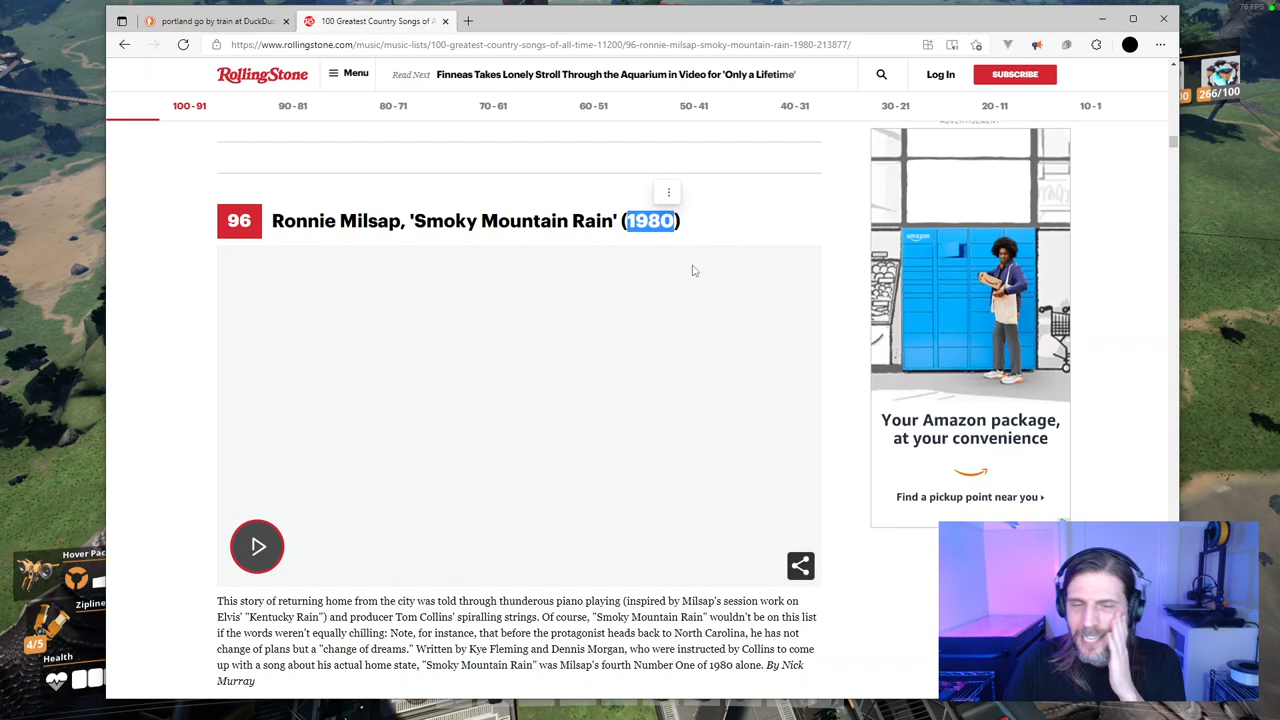 76 FPS
portland go by train at DuckDuc
100 Greatest Country Songs of A
https://www.rollingstone.com/music/music-lists/100-greatest-country-songs-of-all-time-11200/96-ronnie-milsap-smoky-mountain-rain-1980-213877/
RollingStone
Menu
Read Next Finneas Takes Lonely Stroll Through the Aquarium in Video for 'Only a Lifetime'
Log In
SUBSCRIBE
266/100
100 - 91
90 - 81
80 - 71
70 - 61
60 - 51
50 - 41
40 - 31
30 - 21
20 - 11
10 - 1
ADVERTISEMENT
96 Ronnie Milsap, 'Smoky Mountain Rain' (1980)
amazon
Your Amazon package,
at your convenience
Find a pickup point near you
This story of returning home from the city was told through thunderous piano playing (inspired by Milsap's session work on
Elvis' "Kentucky Rain") and producer Tom Collins' spiralling strings. Of course, "Smoky Mountain Rain" wouldn't be on this list
if the words weren't equally chilling: Note, for instance, that before the protagonist heads back to North Carolina, he has not
change of plans but a "change of dreams." Written by Kye Fleming and Dennis Morgan, who were instructed by Collins to come
up with a song about his actual home state, "Smoky Mountain Rain" was Milsap's fourth Number One of 1980 alone. By Nick
Murray
Hover Pac
Zipline
4/5
Health